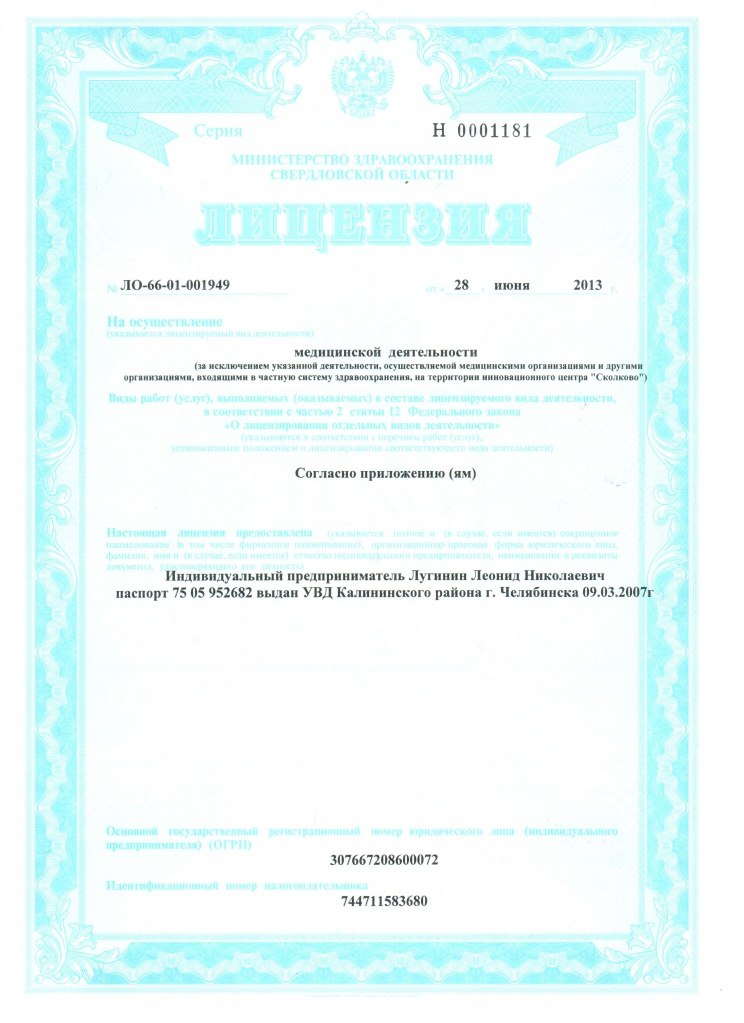 Серия Н 0001181
МИНИСТЕРСТВО ЗДРАВООХРАНЕНИЯ
СВЕРДЛОВСКОЙ ОБЛАСТИ
ЛИЦЕНЗИЯ
№ ЛО-66-01-001949 от « 28 » июня 2013 г.
На осуществление
(указывается лицензируемый вид деятельности)
медицинской деятельности
(за исключением указанной деятельности, осуществляемой медицинскими организациями и другими
организациями, входящими в частную систему здравоохранения, на территории инновационного центра "Сколково")
Виды работ (услуг), выполняемых (оказываемых) в составе лицензируемого вида деятельности,
в соответствии с частью 2 статьи 12 Федерального закона
«О лицензировании отдельных видов деятельности»
(указываются в соответствии с перечнем работ (услуг),
установленным положением о лицензировании соответствующего вида деятельности)
Согласно приложению (ям)
Настоящая лицензия предоставлена (указывается полное и (в случае, если имеется) сокращенное
наименование (в том числе фирменное наименование), организационно-правовая форма юридического лица,
фамилия, имя и (в случае, если имеется) отчество индивидуального предпринимателя, наименование и реквизиты
документа, удостоверяющего его личность)
Индивидуальный предприниматель Лугинин Леонид Николаевич
паспорт 75 05 952682 выдан УВД Калининского района г. Челябинска 09.03.2007г
Основной государственный регистрационный номер юридического лица (индивидуального
предпринимателя) (ОГРН)
307667208600072
Идентификационный номер налогоплательщика
744711583680